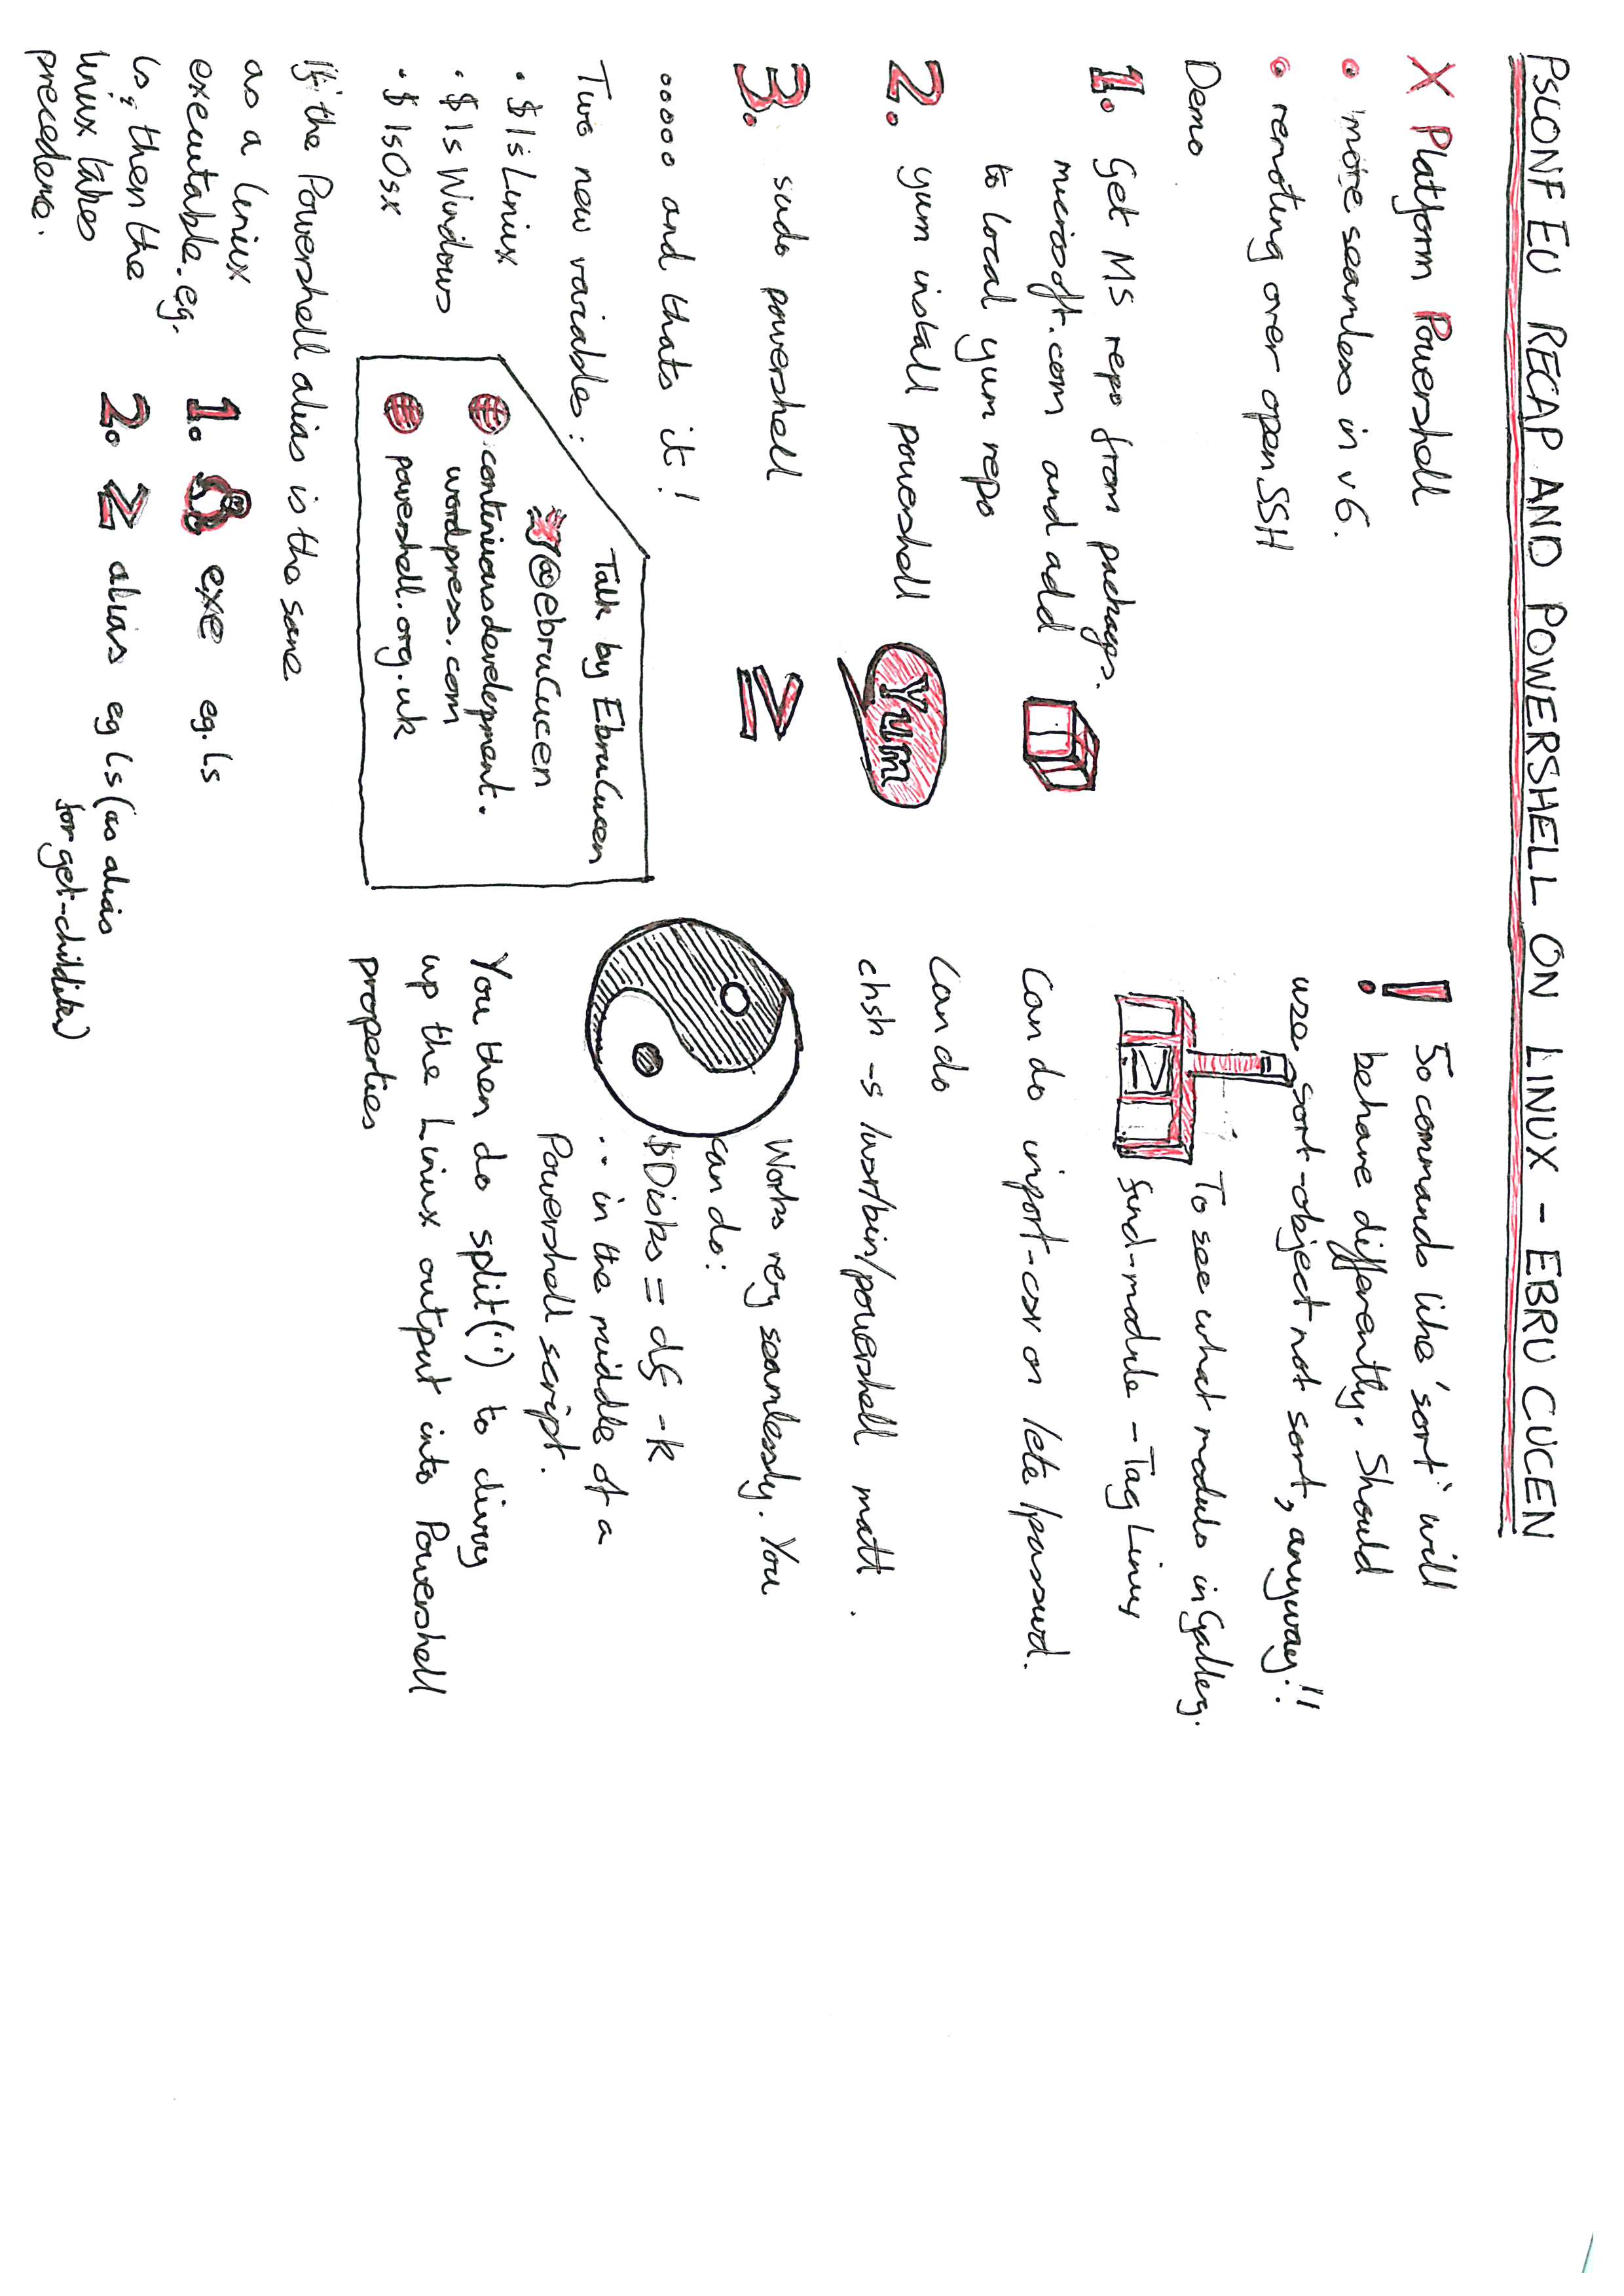 PSCONF EU RECAP AND POWERSHELL ON LINUX - EBRU CUCEN
X Platform Powershell
• more seamless in v6.
• remoting over openSSH
Demo
1. Get MS repo from packages.
microsoft.com and add
to local yum repo
2. yum install powershell
Yum
3. sudo powershell
≥
ooooo and thats it!
Two new variables:
• $IsLinux
• $IsWindows
• $IsOsx
Talk by EbruCucen
@ebruCucen
continuousdevelopment.
wordpress.com
powershell.org.uk
If the Powershell alias is the same
as a linux
executable. eg.
ls, then the
linux takes
precedence.
1. exe eg. ls
2. ≥ alias eg ls (as alias
for get-childitem)
! So commands like 'sort' will
behave differently. Should
use sort-object not sort, anyway!!
≥
To see what modules in Gallery.
find-module -Tag Linux
Can do import-csv on /etc/passwd.
Can do
chsh -s /usr/bin/powershell matt.
Works very seamlessly. You
can do:
$Disks = df -k
.. in the middle of a
Powershell script.
You then do split('') to divvy
up the Linux output into Powershell
properties